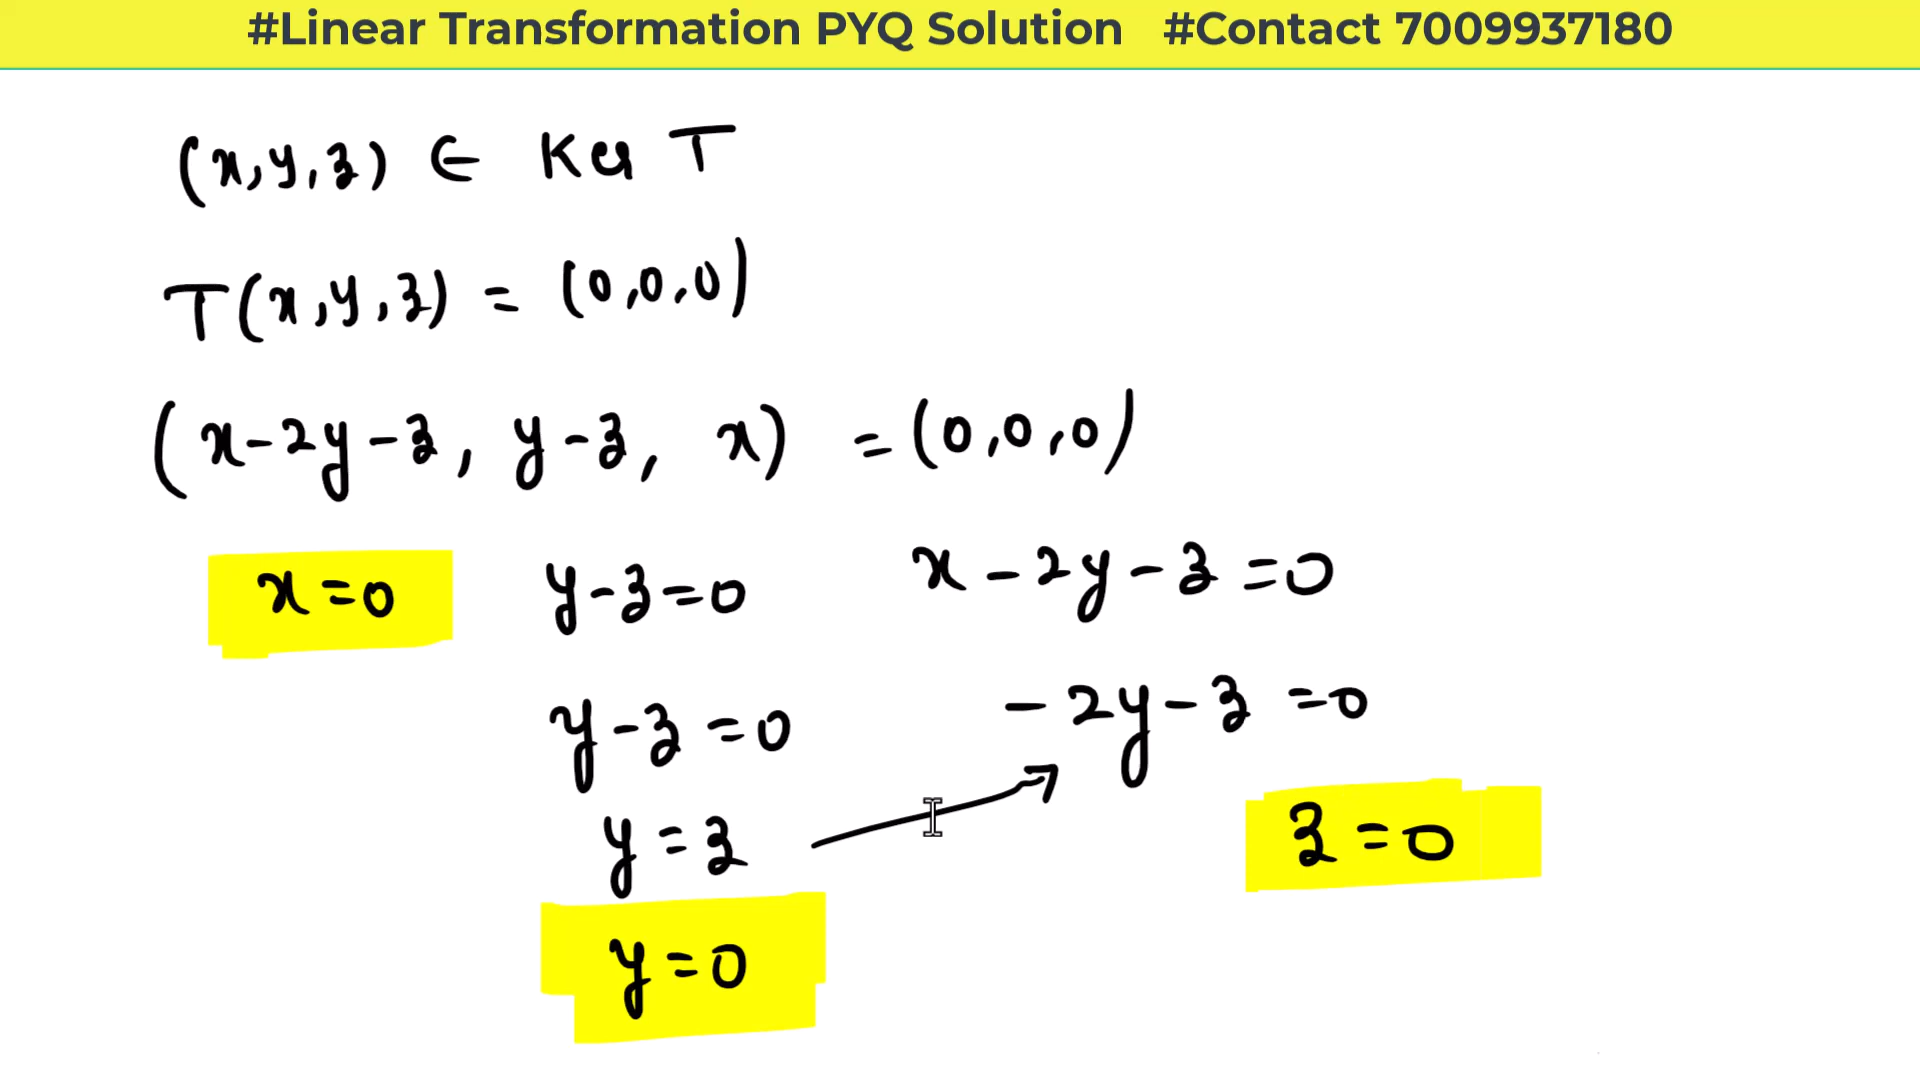 #Linear Transformation PYQ Solution #Contact 7009937180
(x,y,z) ∈ Ker T
T(x,y,z) = (0,0,0)
(x-2y-z, y-z, x) = (0,0,0)
x=0 y-z=0 x-2y-z=0
y-z=0 -2y-z=0
y=z z=0
y=0